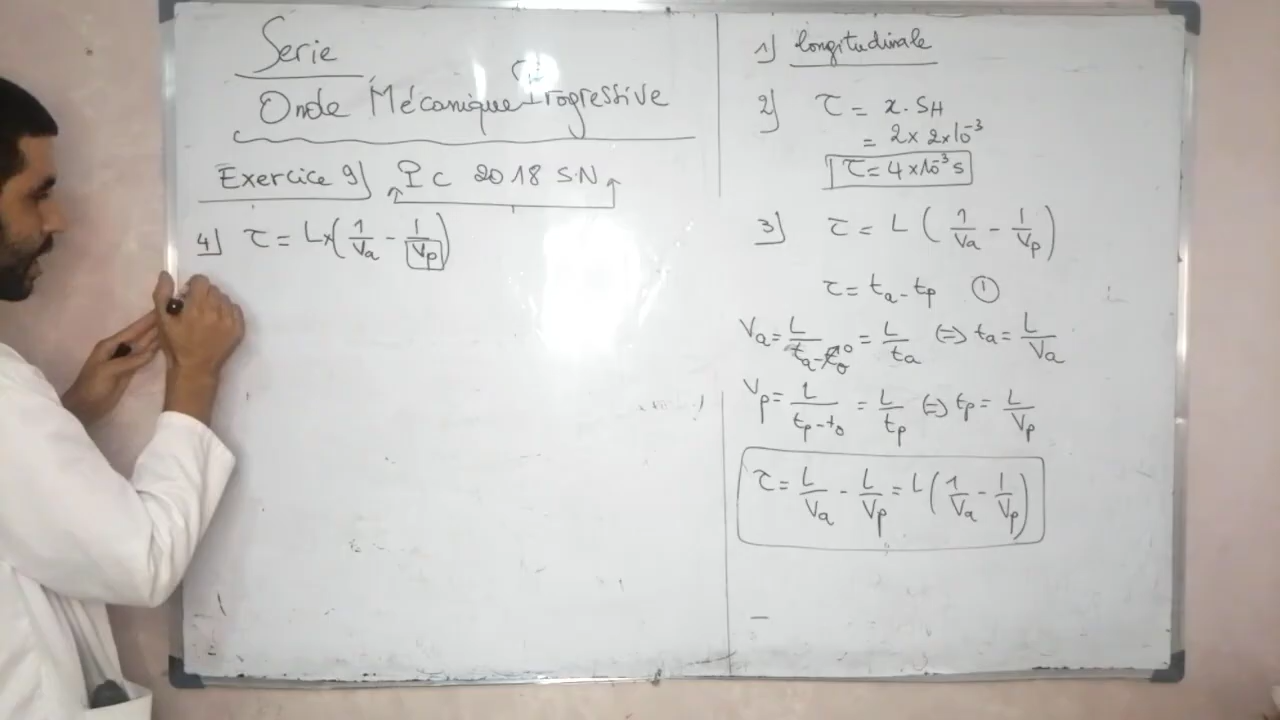 Serie
Onde Mécanique Progressive
Exercice 9) Pc 2018 S.N
4) τ = L×(1/Va - 1/Vp)
1) longitudinale
2) τ = x. SH
= 2×2×10⁻³
τ = 4×10⁻³ s
3) τ = L (1/Va - 1/Vp)
τ = ta - tp ①
Va = L/(ta - t0) 0 = L/ta ⇔ ta = L/Va
Vp = L/(tp - t0) = L/tp ⇔ tp = L/Vp
τ = L/Va - L/Vp = L(1/Va - 1/Vp)